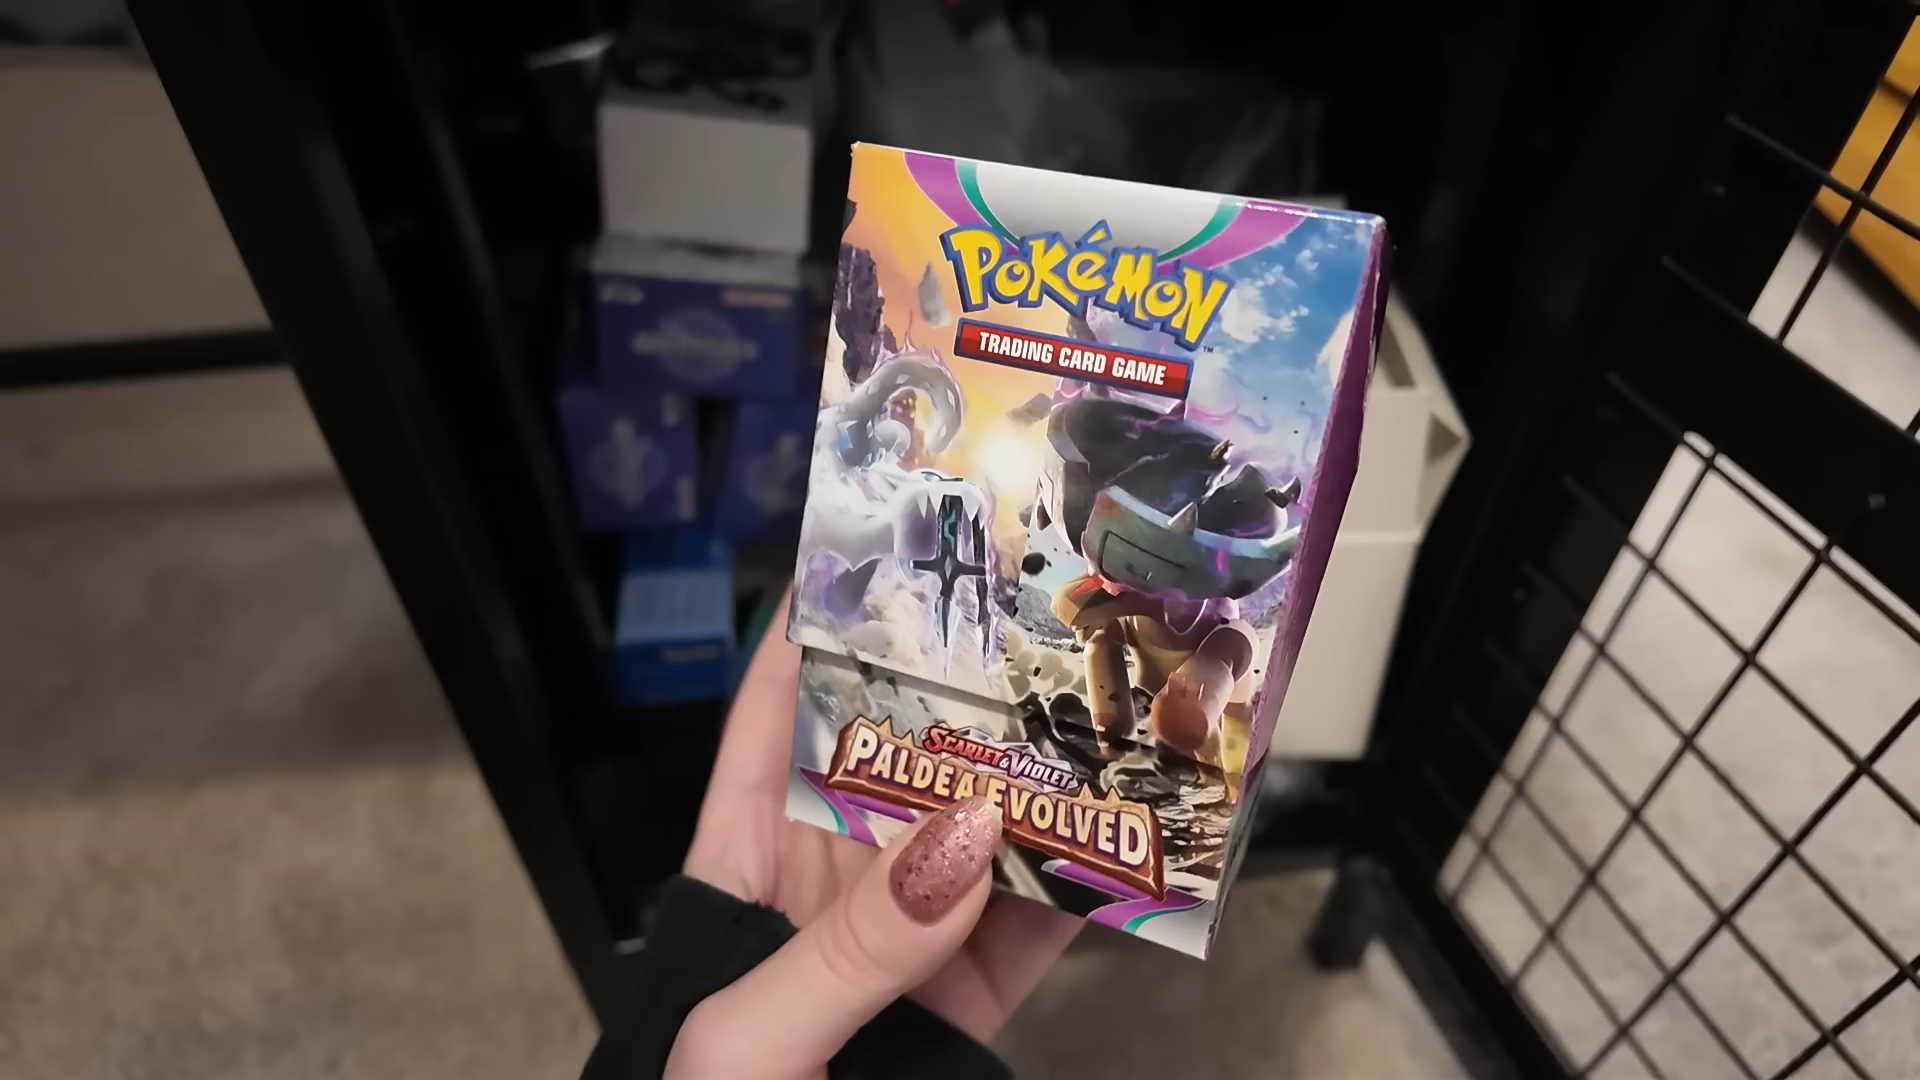 POKéMON
TRADING CARD GAME
SCARLET & VIOLET
PALDEA EVOLVED